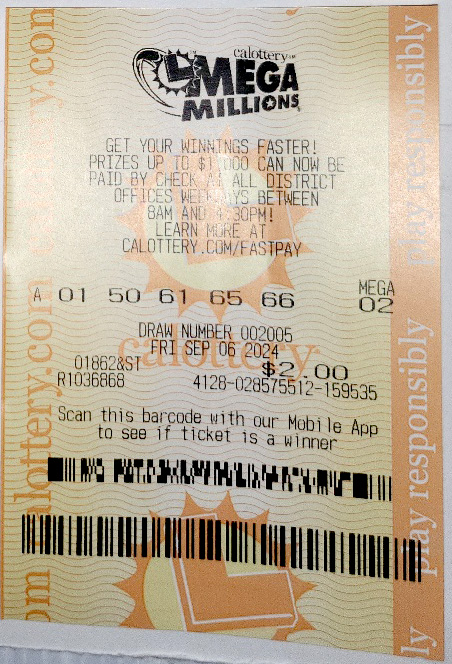 calottery
MEGA
MILLIONS
GET YOUR WINNINGS FASTER!
PRIZES UP TO $1,000 CAN NOW BE
PAID BY CHECK AT ALL DISTRICT
OFFICES WEEKDAYS BETWEEN
8AM AND 4:30PM!
LEARN MORE AT
CALOTTERY.COM/FASTPAY
MEGA
A 01 50 61 65 66 02
DRAW NUMBER 002005
FRI SEP 06 2024
01862&ST $2.00
R1036868 4128-028575512-159535
Scan this barcode with our Mobile App
to see if ticket is a winner
calottery
calottery.com
play responsibly
play responsibly